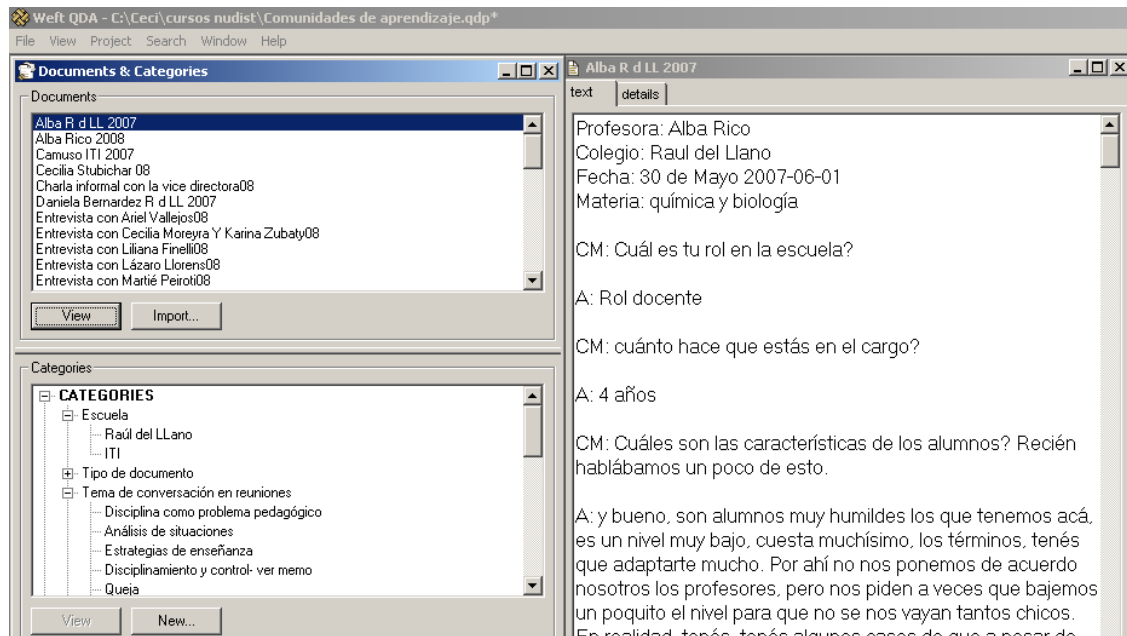 Weft QDA - C:\Ceci\cursos nudist\Comunidades de aprendizaje.qdp*
File View Project Search Window Help
Documents & Categories
Documents
Alba R d LL 2007
Alba Rico 2008
Camuso ITI 2007
Cecilia Stubichar 08
Charla informal con la vice directora08
Daniela Bernardez R d LL 2007
Entrevista con Ariel Vallejos08
Entrevista con Cecilia Moreyra Y Karina Zubaty08
Entrevista con Liliana Finelli08
Entrevista con Lázaro Llorens08
Entrevista con Martié Peiroti08
View Import...
Categories
CATEGORIES
Escuela
Raúl del LLano
ITI
Tipo de documento
Tema de conversación en reuniones
Disciplina como problema pedagógico
Análisis de situaciones
Estrategias de enseñanza
Disciplinamiento y control- ver memo
Queja
View New...
Alba R d LL 2007
text details
Profesora: Alba Rico
Colegio: Raul del Llano
Fecha: 30 de Mayo 2007-06-01
Materia: química y biología
CM: Cuál es tu rol en la escuela?
A: Rol docente
CM: cuánto hace que estás en el cargo?
A: 4 años
CM: Cuáles son las características de los alumnos? Recién
hablábamos un poco de esto.
A: y bueno, son alumnos muy humildes los que tenemos acá,
es un nivel muy bajo, cuesta muchísimo, los términos, tenés
que adaptarte mucho. Por ahí no nos ponemos de acuerdo
nosotros los profesores, pero nos piden a veces que bajemos
un poquito el nivel para que no se nos vayan tantos chicos.
En realidad, tenés, tenés algunos casos de que a pesar de